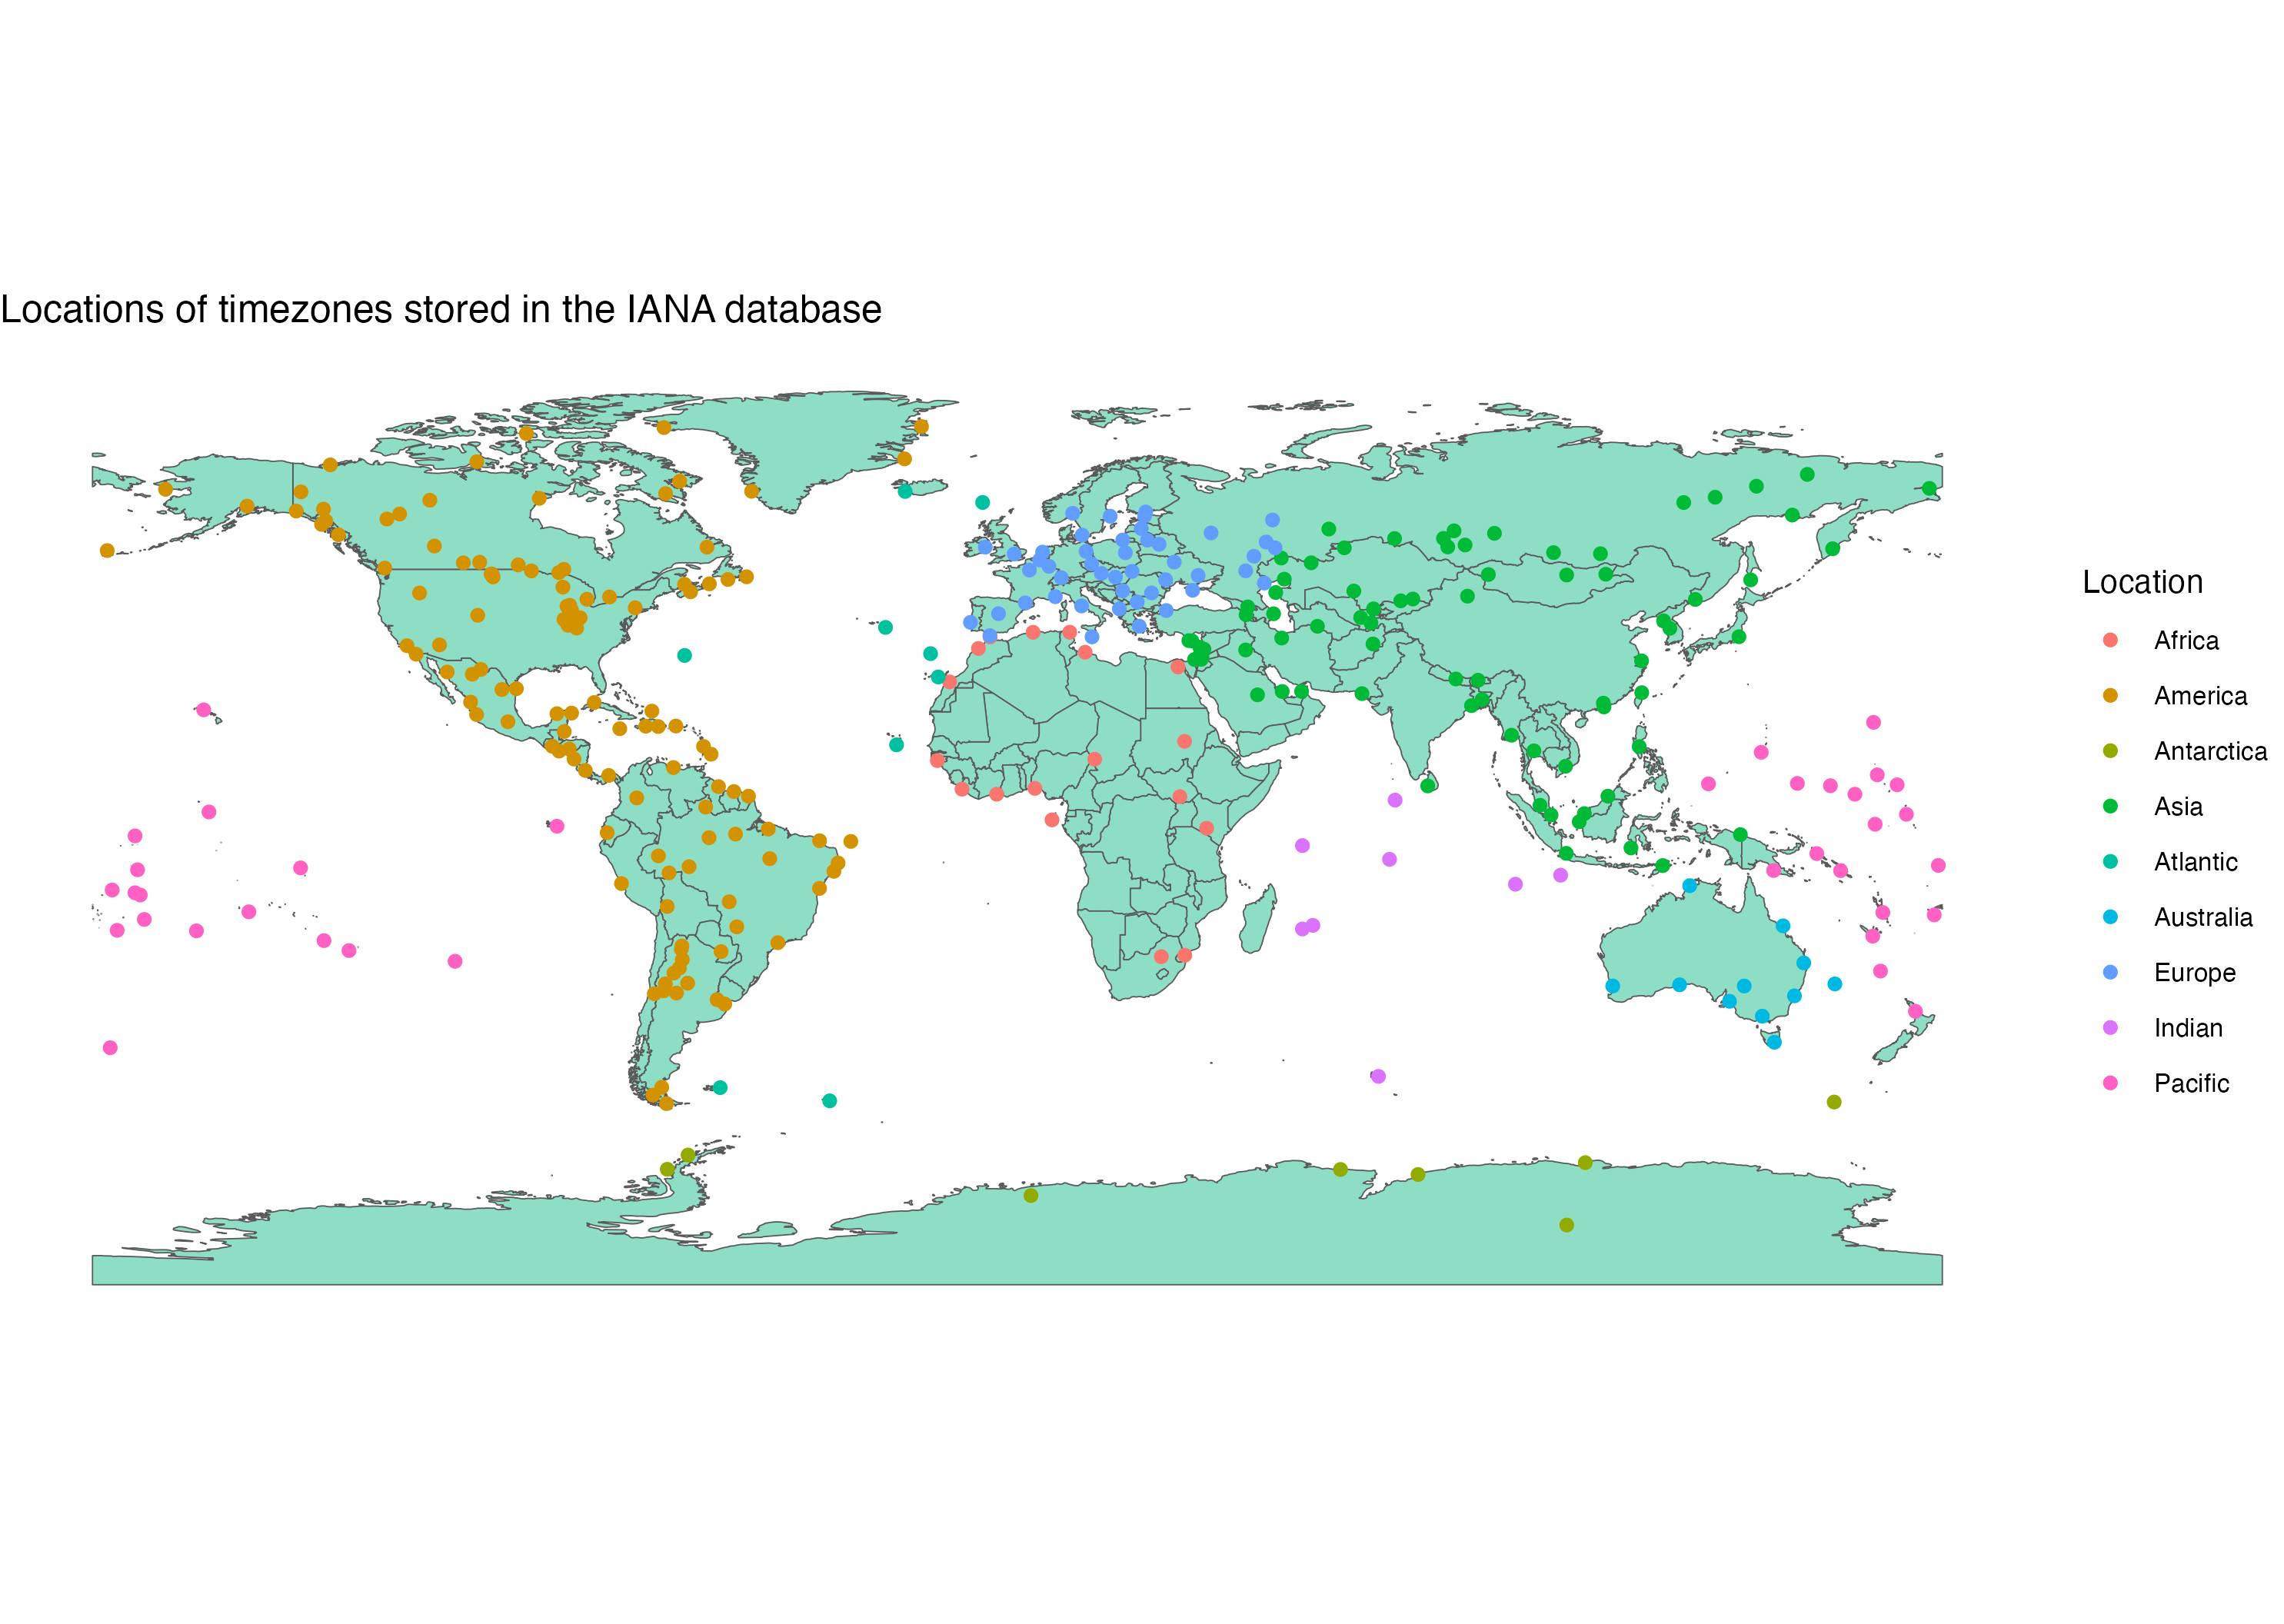 Locations of timezones stored in the IANA database
Location
Africa
America
Antarctica
Asia
Atlantic
Australia
Europe
Indian
Pacific